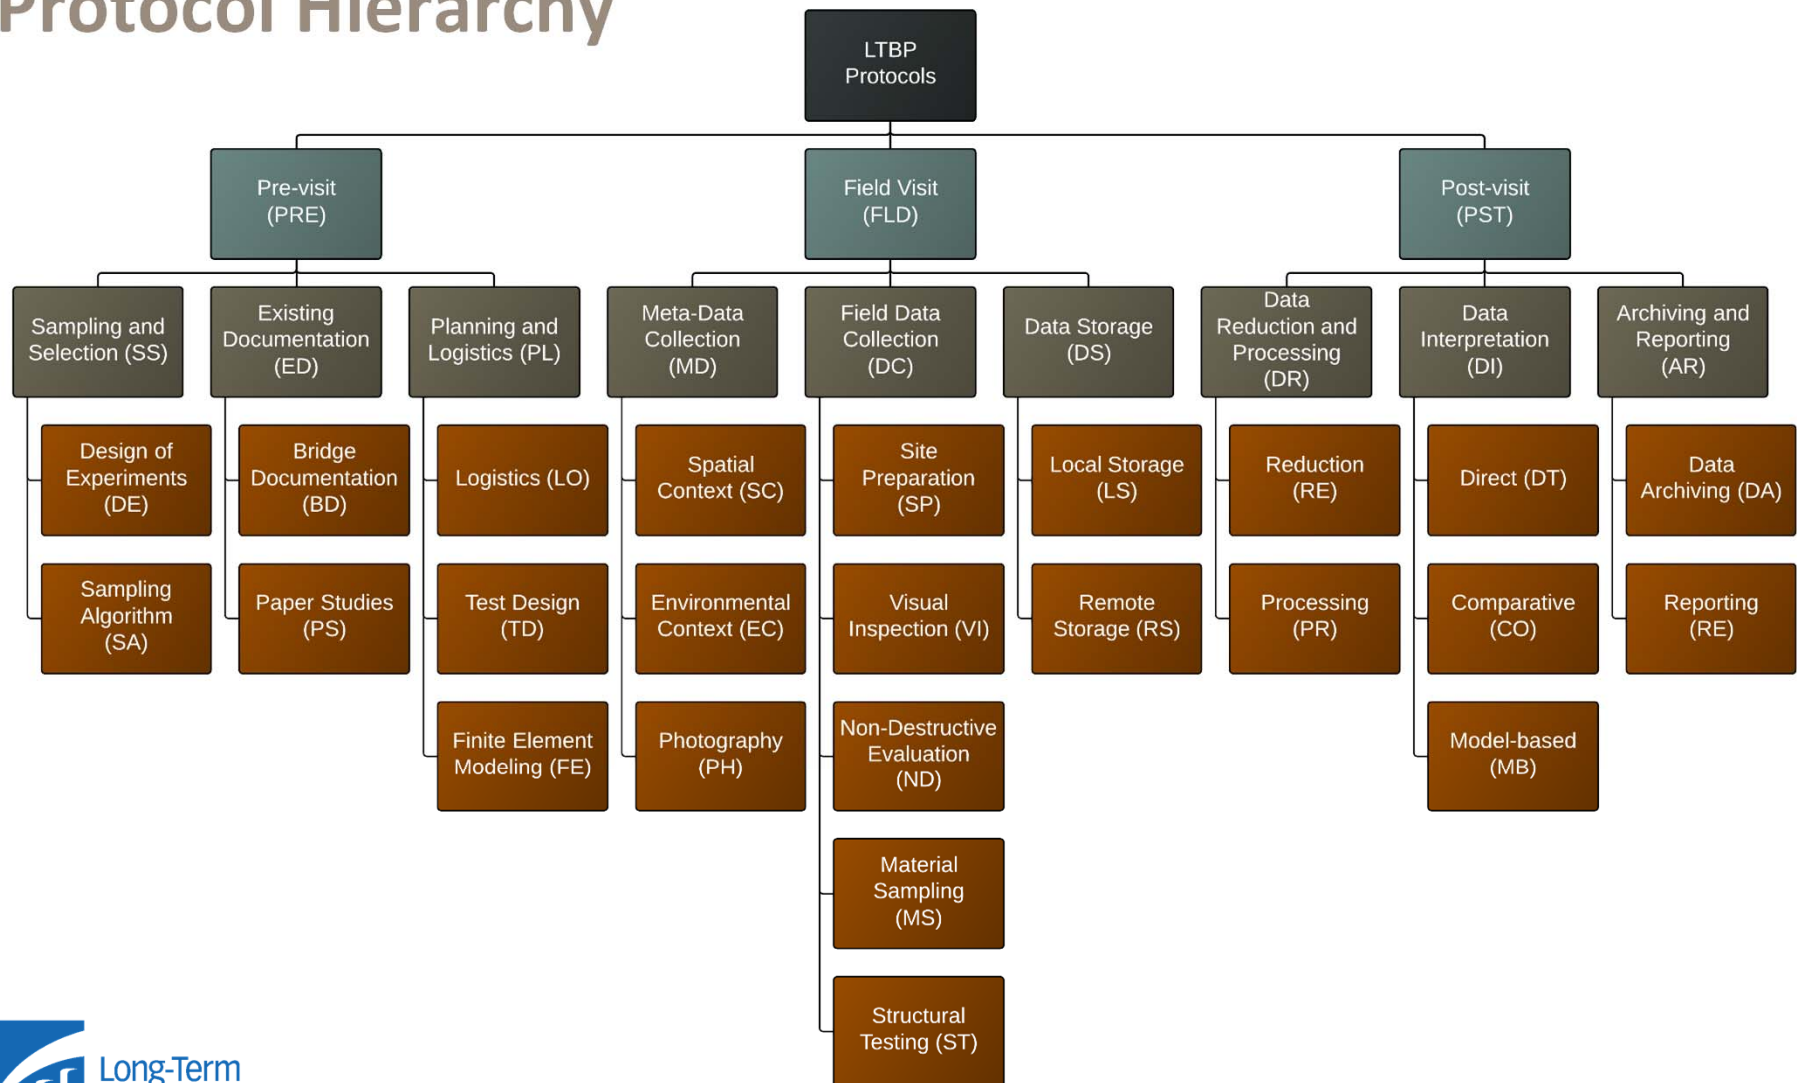 Protocol Hierarchy
LTBP
Protocols
Pre-visit
(PRE)
Field Visit
(FLD)
Post-visit
(PST)
Sampling and
Selection (SS)
Existing
Documentation
(ED)
Planning and
Logistics (PL)
Meta-Data
Collection
(MD)
Field Data
Collection
(DC)
Data Storage
(DS)
Data
Reduction and
Processing
(DR)
Data
Interpretation
(DI)
Archiving and
Reporting
(AR)
Design of
Experiments
(DE)
Bridge
Documentation
(BD)
Logistics (LO)
Spatial
Context (SC)
Site
Preparation
(SP)
Local Storage
(LS)
Reduction
(RE)
Direct (DT)
Data
Archiving (DA)
Sampling
Algorithm
(SA)
Paper Studies
(PS)
Test Design
(TD)
Environmental
Context (EC)
Visual
Inspection (VI)
Remote
Storage (RS)
Processing
(PR)
Comparative
(CO)
Reporting
(RE)
Finite Element
Modeling (FE)
Photography
(PH)
Non-Destructive
Evaluation
(ND)
Model-based
(MB)
Material
Sampling
(MS)
Structural
Testing (ST)
Long-Term